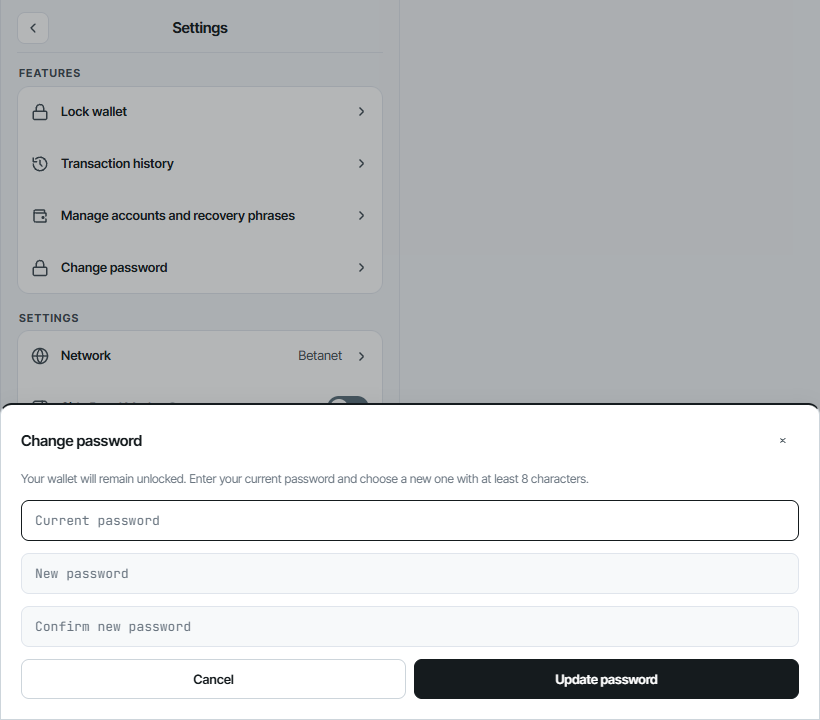 Settings
FEATURES
Lock wallet
Transaction history
Manage accounts and recovery phrases
Change password
SETTINGS
Network Betanet
Change password
×
Your wallet will remain unlocked. Enter your current password and choose a new one with at least 8 characters.
Current password
New password
Confirm new password
Cancel Update password